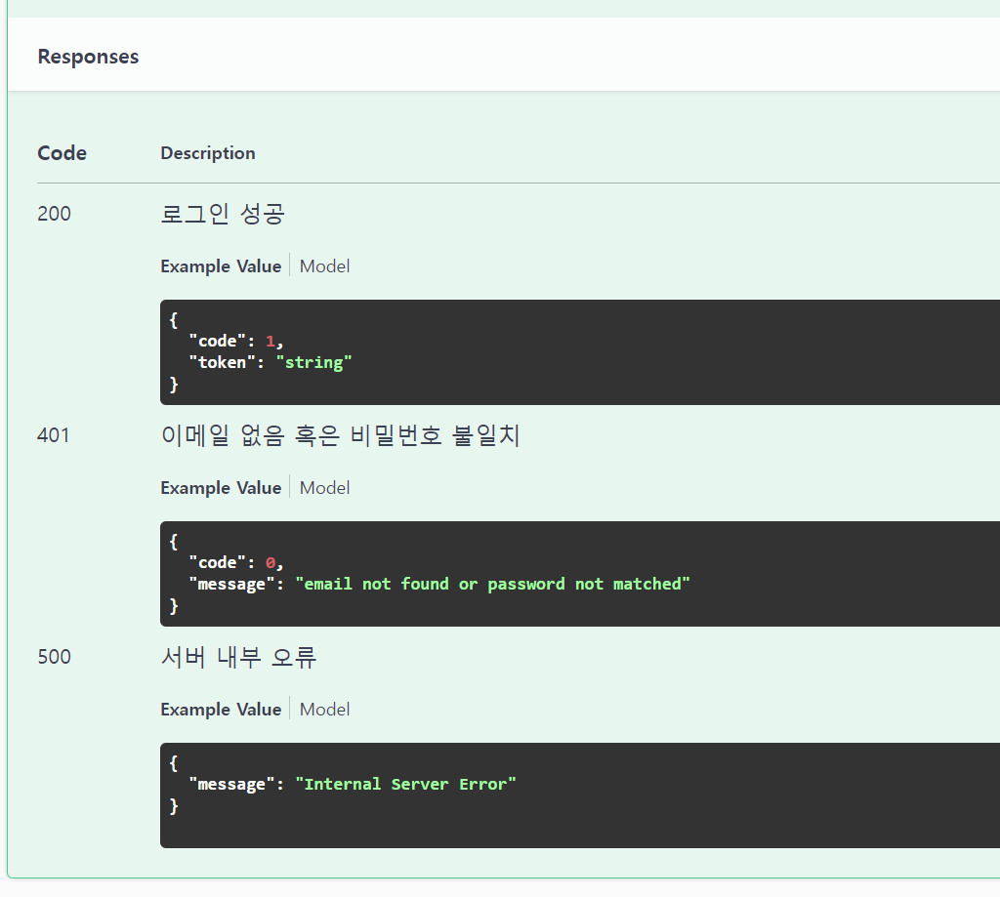 Responses
Code Description
200 로그인 성공
Example Value Model
{
"code": 1,
"token": "string"
}
401 이메일 없음 혹은 비밀번호 불일치
Example Value Model
{
"code": 0,
"message": "email not found or password not matched"
}
500 서버 내부 오류
Example Value Model
{
"message": "Internal Server Error"
}